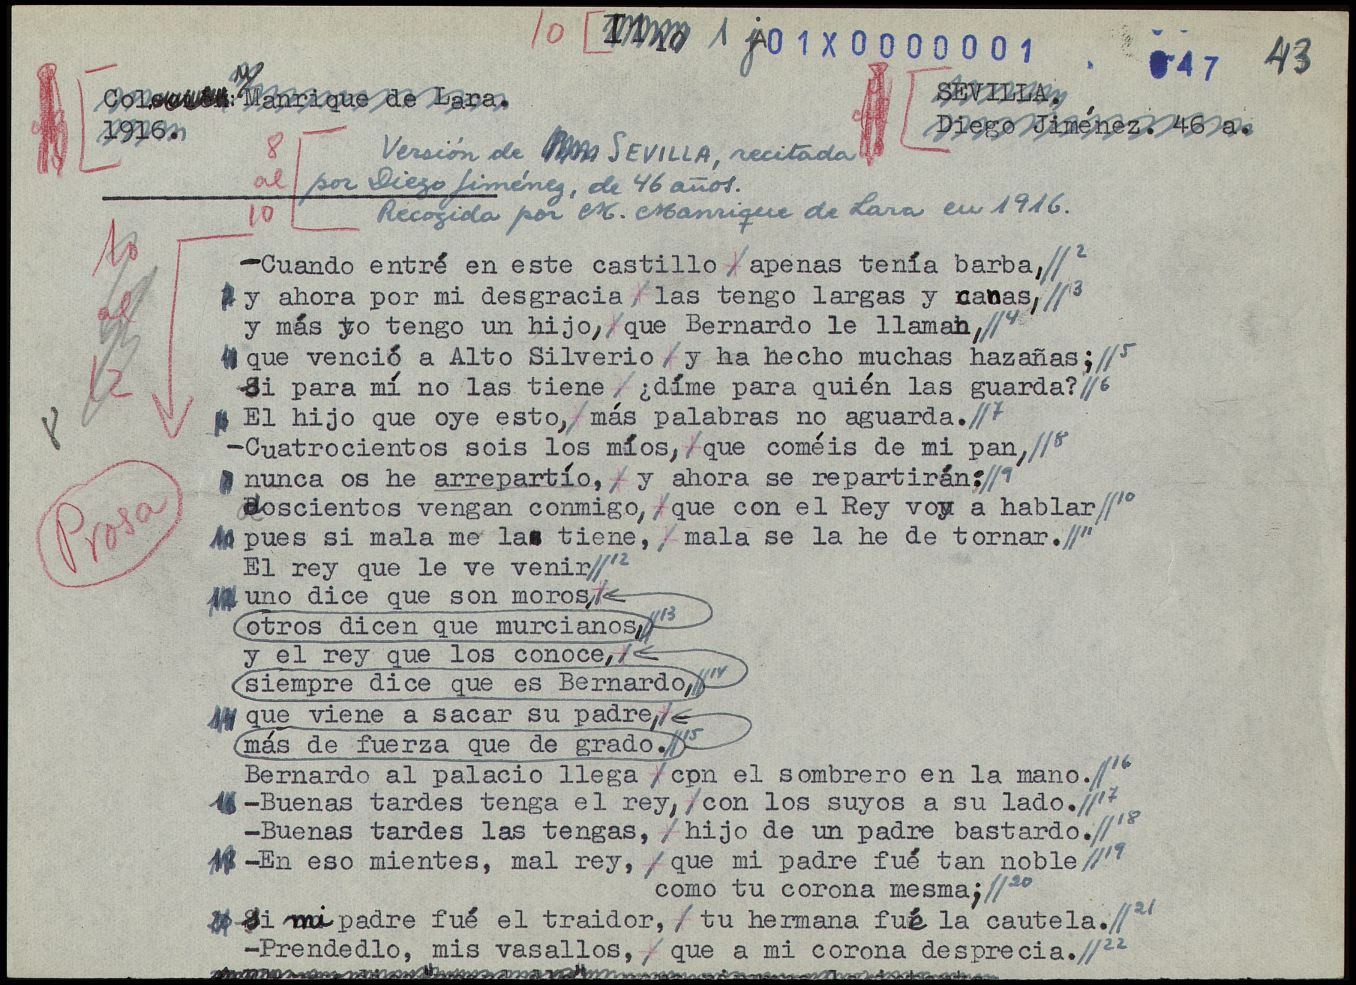 10 [ 1 j A01X0000001 047 43
Col. M. Manrique de Lara.
1916.
SEVILLA.
Diego Jiménez. 46 a.
8 al 10
Versión de SEVILLA, recitada
por Diego Jiménez, de 46 años.
Recogida por M. Manrique de Lara en 1916.
10 al 12
8
Prosa
—Cuando entré en este castillo / apenas tenía barba,//2
y ahora por mi desgracia / las tengo largas y canas,//3
y más yo tengo un hijo,/ que Bernardo le llaman,//4
que venció a Alto Silverio / y ha hecho muchas hazañas;//5
Si para mí no las tiene / ¿díme para quién las guarda?//6
El hijo que oye esto,/ más palabras no aguarda.//7
—Cuatrocientos sois los míos,/ que coméis de mi pan,//8
nunca os he arrepartío, / y ahora se repartirán;//9
doscientos vengan conmigo,/ que con el Rey voy a hablar//10
pues si mala me la tiene, / mala se la he de tornar.//11
El rey que le ve venir//12
uno dice que son moros,/
otros dicen que murcianos,//13
y el rey que los conoce,/
siempre dice que es Bernardo,//14
que viene a sacar su padre,/
más de fuerza que de grado.//15
Bernardo al palacio llega / con el sombrero en la mano.//16
—Buenas tardes tenga el rey,/ con los suyos a su lado.//17
—Buenas tardes las tengas, / hijo de un padre bastardo.//18
—En eso mientes, mal rey, / que mi padre fué tan noble//19
como tu corona mesma;//20
Si mi padre fué el traidor, / tu hermana fué la cautela.//21
—Prendedlo, mis vasallos, / que a mi corona desprecia.//22